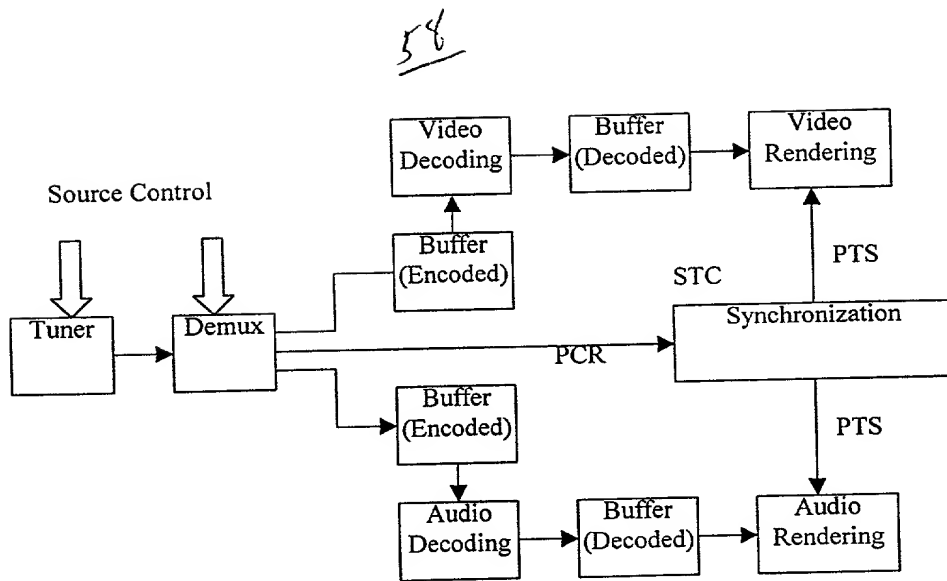 58
Video
Decoding
Buffer
(Decoded)
Video
Rendering
Source Control
Buffer
(Encoded)
PTS
STC
Tuner
Demux
Synchronization
PCR
Buffer
(Encoded)
PTS
Audio
Decoding
Buffer
(Decoded)
Audio
Rendering